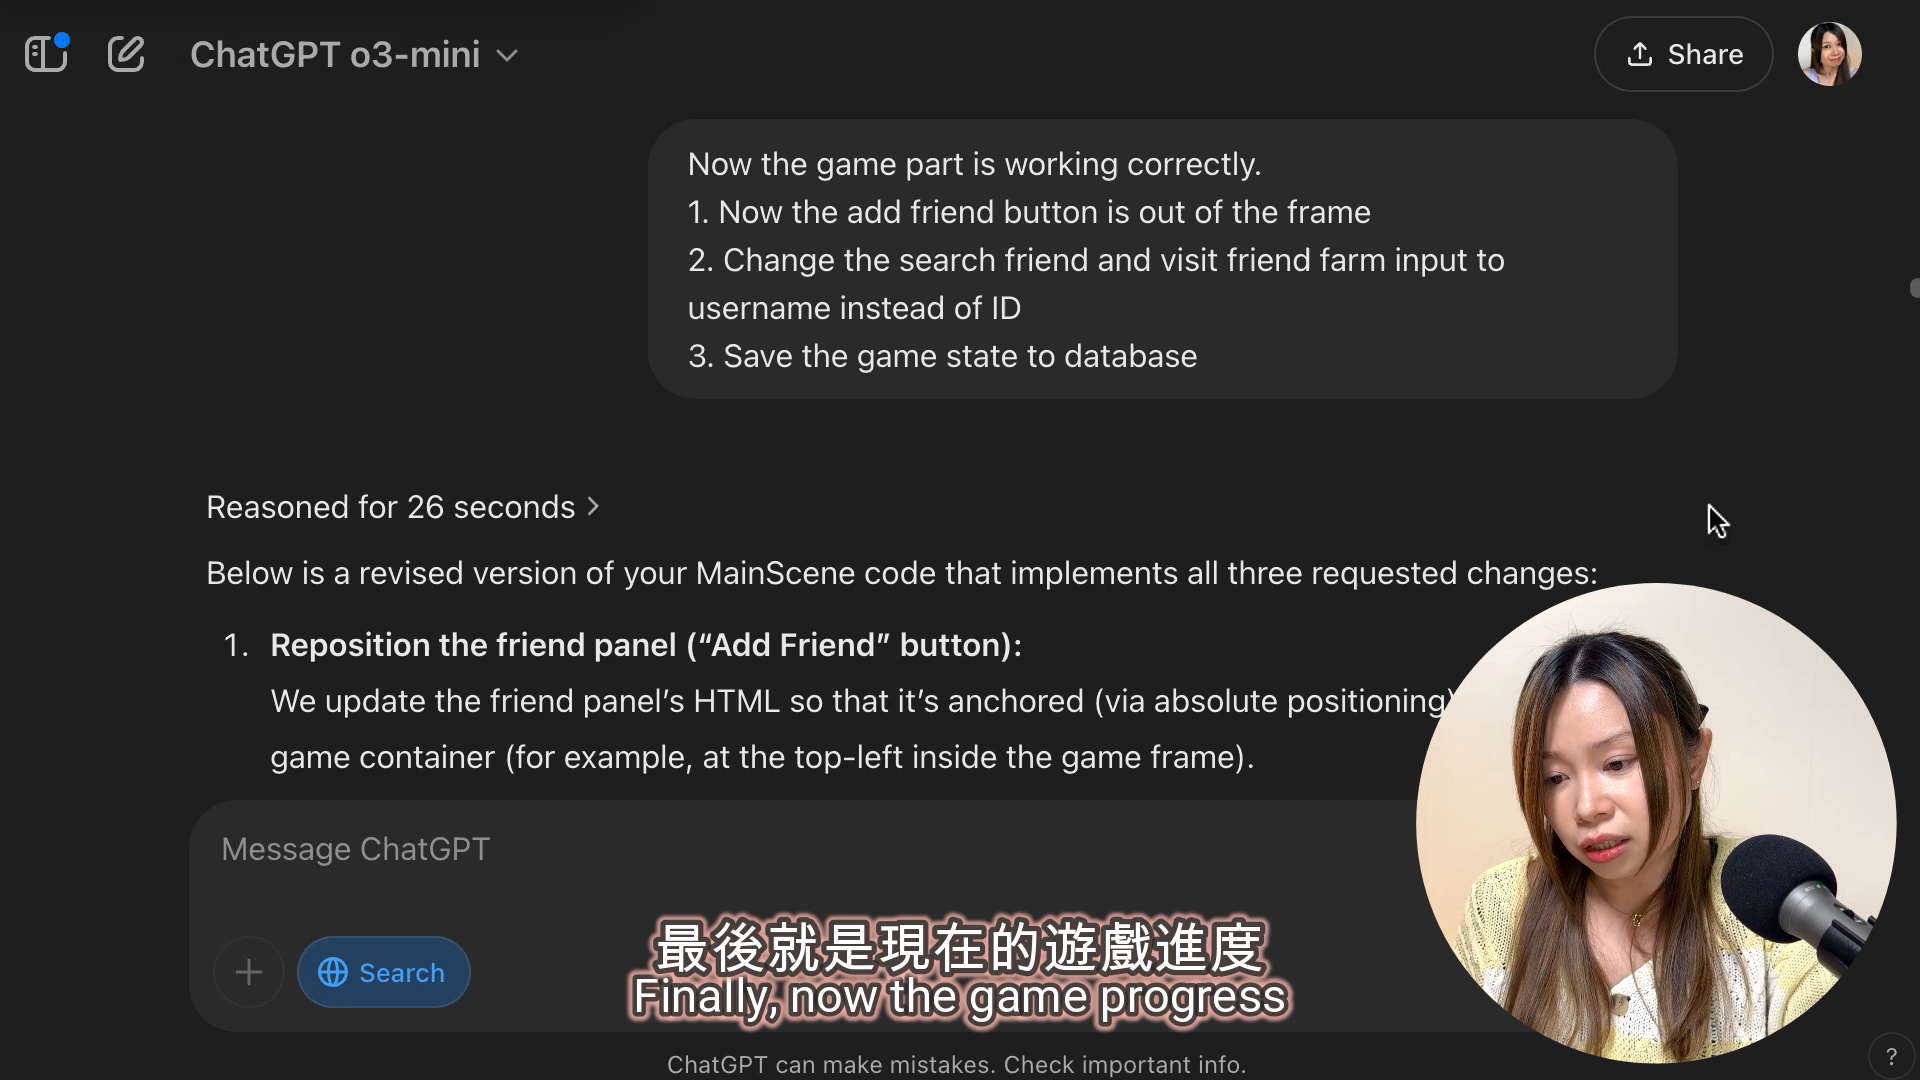 ChatGPT o3-mini
Share
Now the game part is working correctly.
1. Now the add friend button is out of the frame
2. Change the search friend and visit friend farm input to
username instead of ID
3. Save the game state to database
Reasoned for 26 seconds
Below is a revised version of your MainScene code that implements all three requested changes:
1. Reposition the friend panel (“Add Friend” button):
We update the friend panel’s HTML so that it’s anchored (via absolute positioning)
game container (for example, at the top-left inside the game frame).
Message ChatGPT
Search
最後就是現在的遊戲進度
Finally, now the game progress
ChatGPT can make mistakes. Check important info.
?